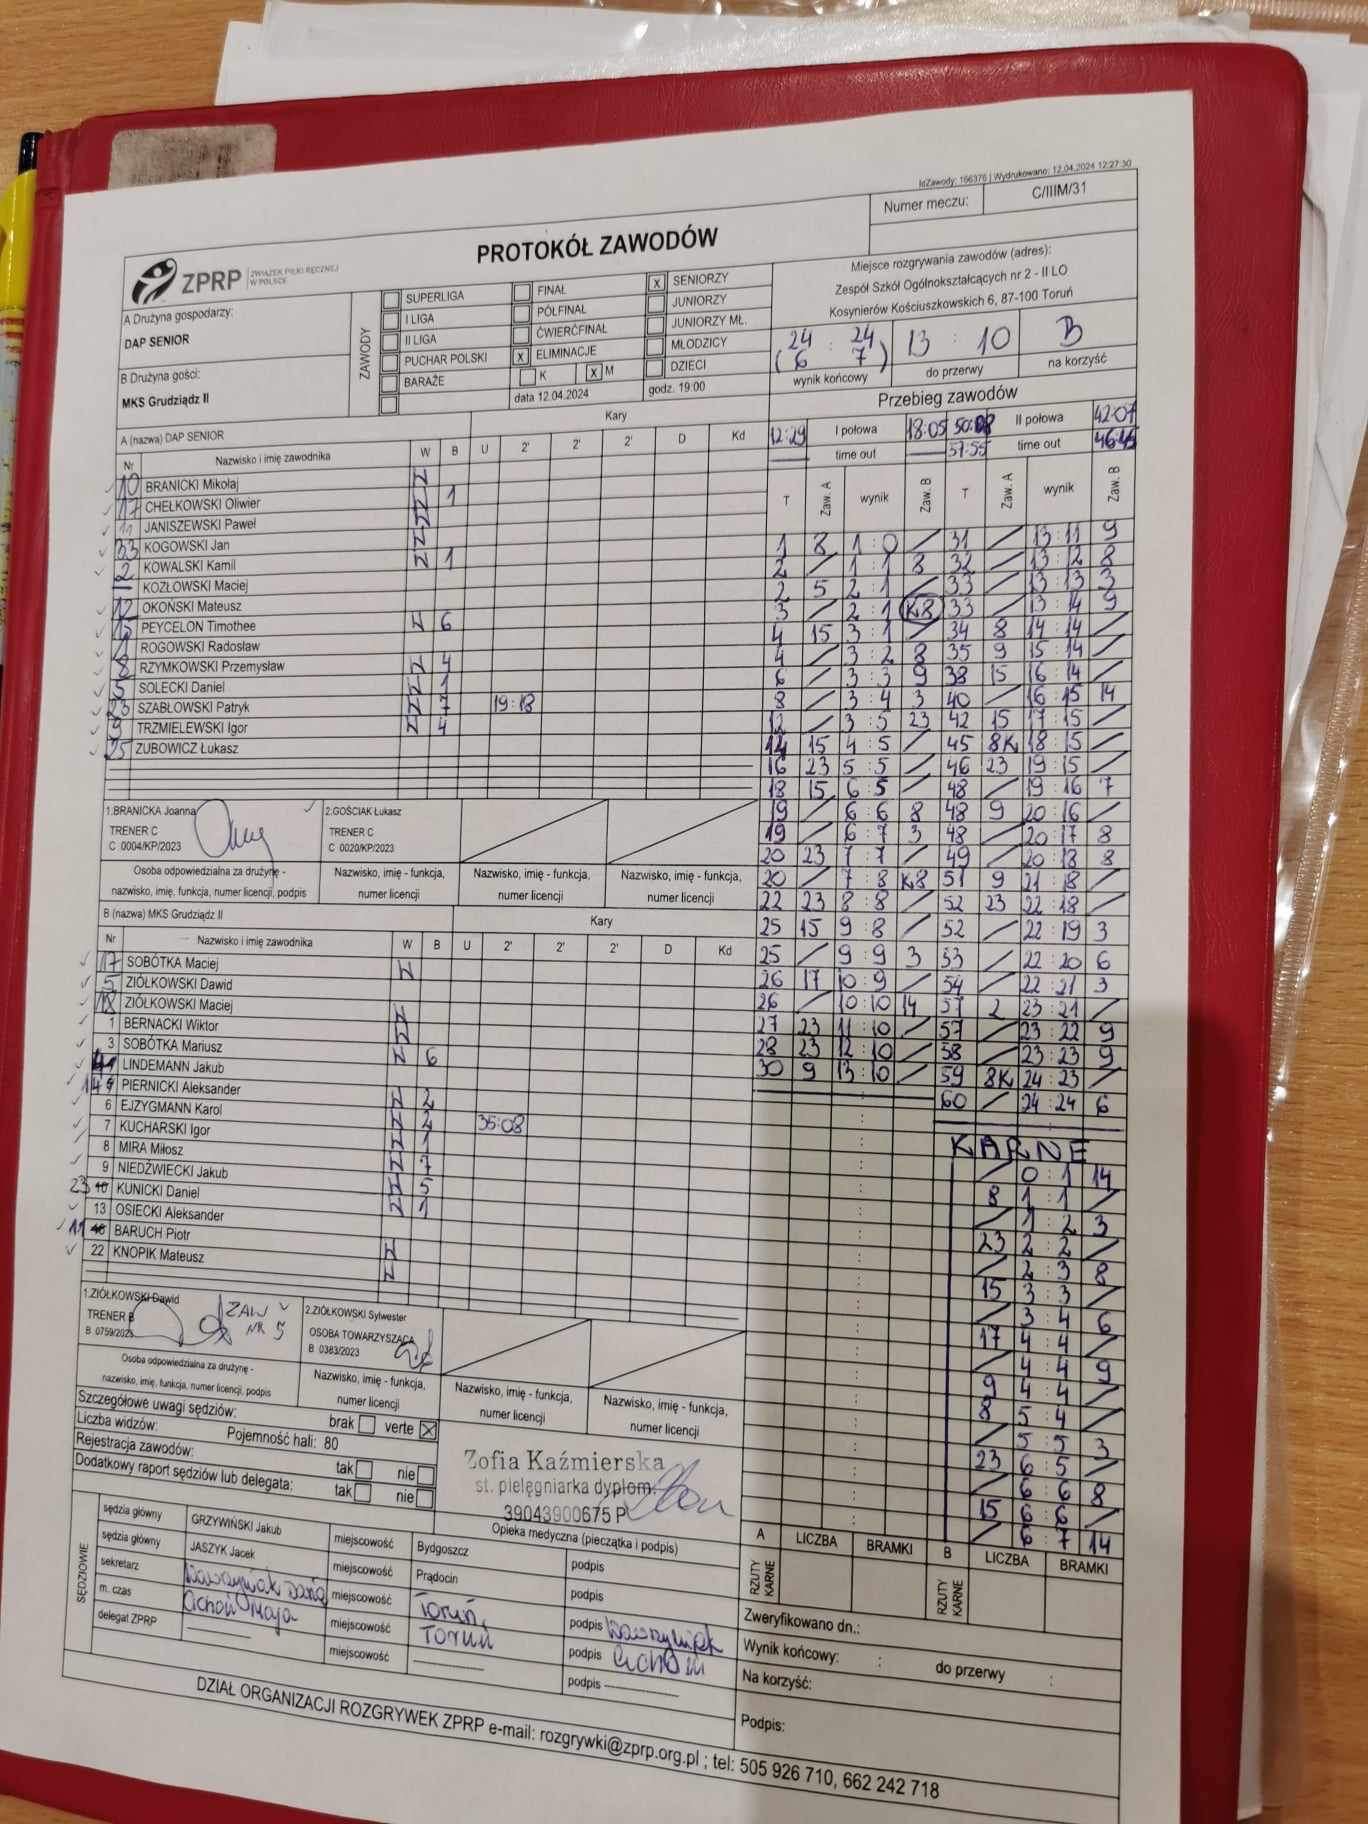 IdZawody: 166376 | Wydrukowano: 12.04.2024 12:27:30
Numer meczu: C/IIIM/31
PROTOKÓŁ ZAWODÓW
ZPRP ZWIĄZEK PIŁKI RĘCZNEJ W POLSCE
A Drużyna gospodarzy:
DAP SENIOR
B Drużyna gości:
MKS Grudziądz II
ZAWODY
SUPERLIGA
I LIGA
II LIGA
PUCHAR POLSKI
BARAŻE
FINAŁ
PÓŁFINAŁ
ĆWIERĆFINAŁ
x ELIMINACJE
K x M
data 12.04.2024
x SENIORZY
JUNIORZY
JUNIORZY MŁ.
MŁODZICY
DZIECI
godz. 19:00
Miejsce rozgrywania zawodów (adres):
Zespół Szkół Ogólnokształcących nr 2 - II LO
Kosynierów Kościuszkowskich 6, 87-100 Toruń
24 : 24 13 : 10 B
(6 7)
wynik końcowy do przerwy na korzyść
Przebieg zawodów
12:29 I połowa 18:05 50:08 II połowa 42:07
time out 57:55 time out 46:16
T Zaw. A wynik Zaw. B T Zaw. A wynik Zaw. B
1 8 1 : 0 / 31 / 13 : 11 9
2 / 1 : 1 8 32 / 13 : 12 8
2 5 2 : 1 / 33 / 13 : 13 3
3 / 2 : 1 K8 33 / 13 : 14 9
4 15 3 : 1 / 34 8 14 : 14 /
4 / 3 : 2 8 35 9 15 : 14 /
6 / 3 : 3 9 38 15 16 : 14 /
8 / 3 : 4 3 40 / 16 : 15 14
12 / 3 : 5 23 42 15 17 : 15 /
14 15 4 : 5 / 45 8K 18 : 15 /
16 23 5 : 5 / 46 23 19 : 15 /
18 15 6 : 5 / 48 / 19 : 16 7
19 / 6 : 6 8 48 9 20 : 16 /
19 / 6 : 7 3 48 / 20 : 17 8
20 23 7 : 7 / 49 / 20 : 18 8
20 / 7 : 8 K8 51 9 21 : 18 /
22 23 8 : 8 / 52 23 22 : 18 /
25 15 9 : 8 / 52 / 22 : 19 3
25 / 9 : 9 3 53 / 22 : 20 6
26 17 10 : 9 / 54 / 22 : 21 3
26 / 10 : 10 14 57 2 23 : 21 /
27 23 11 : 10 / 57 / 23 : 22 9
28 23 12 : 10 / 58 / 23 : 23 9
30 9 13 : 10 / 59 8K 24 : 23 /
60 / 24 : 24 6
KARNE
/ 0 : 1 14
8 1 : 1 /
/ 1 : 2 3
23 2 : 2 /
/ 2 : 3 8
15 3 : 3 /
/ 3 : 4 6
17 4 : 4 /
/ 4 : 4 9
9 4 : 4 /
8 5 : 4 /
/ 5 : 5 3
23 6 : 5 /
/ 6 : 6 8
15 6 : 6 /
/ 6 : 7 14
A (nazwa) DAP SENIOR Kary
Nr Nazwisko i imię zawodnika W B U 2' 2' 2' D Kd
10 BRANICKI Mikołaj
17 CHEŁKOWSKI Oliwier 1
11 JANISZEWSKI Paweł
33 KOGOWSKI Jan
2 KOWALSKI Kamil 1
KOZŁOWSKI Maciej
12 OKOŃSKI Mateusz
15 PEYCELON Timothee 6
1 ROGOWSKI Radosław
8 RZYMKOWSKI Przemysław 4
5 SOLECKI Daniel 1
23 SZABŁOWSKI Patryk 7 19:18
9 TRZMIELEWSKI Igor 4
25 ZUBOWICZ Łukasz
1.BRANICKA Joanna
TRENER C
C 0004/KP/2023
2.GOŚCIAK Łukasz
TRENER C
C 0020/KP/2023
Osoba odpowiedzialna za drużynę -
nazwisko, imię, funkcja, numer licencji, podpis
Nazwisko, imię - funkcja,
numer licencji
Nazwisko, imię - funkcja,
numer licencji
Nazwisko, imię - funkcja,
numer licencji
B (nazwa) MKS Grudziądz II Kary
Nr Nazwisko i imię zawodnika W B U 2' 2' 2' D Kd
17 SOBÓTKA Maciej
5 ZIÓŁKOWSKI Dawid
18 ZIÓŁKOWSKI Maciej
1 BERNACKI Wiktor
3 SOBÓTKA Mariusz 6
LINDEMANN Jakub
14 PIERNICKI Aleksander 2
6 EJZYGMANN Karol 2 35:08
7 KUCHARSKI Igor 1
8 MIRA Miłosz 7
9 NIEDŹWIECKI Jakub 5
23 KUNICKI Daniel 1
13 OSIECKI Aleksander
11 BARUCH Piotr
22 KNOPIK Mateusz
1.ZIÓŁKOWSKI Dawid
TRENER B
B 0759/2023
ZAW
NR 5
2.ZIÓŁKOWSKI Sylwester
OSOBA TOWARZYSZĄCA
B 0383/2023
Osoba odpowiedzialna za drużynę -
nazwisko, imię, funkcja, numer licencji, podpis
Nazwisko, imię - funkcja,
numer licencji
Nazwisko, imię - funkcja,
numer licencji
Nazwisko, imię - funkcja,
numer licencji
Szczegółowe uwagi sędziów: brak verte
Liczba widzów: Pojemność hali: 80
Rejestracja zawodów: tak nie
Dodatkowy raport sędziów lub delegata: tak nie
Zofia Kaźmierska
st. pielęgniarka dyplom.
39043900675 P
Opieka medyczna (pieczątka i podpis)
SĘDZIOWIE
sędzia główny GRZYWIŃSKI Jakub miejscowość Bydgoszcz podpis
sędzia główny JASZYK Jacek miejscowość Prądocin podpis
sekretarz miejscowość Toruń podpis
m. czas Cichoń Maja miejscowość Toruń podpis Cichoń M
delegat ZPRP miejscowość podpis
A RZUTY KARNE LICZBA BRAMKI B RZUTY KARNE LICZBA BRAMKI
Zweryfikowano dn.:
Wynik końcowy: : do przerwy :
Na korzyść:
Podpis:
DZIAŁ ORGANIZACJI ROZGRYWEK ZPRP e-mail: rozgrywki@zprp.org.pl ; tel: 505 926 710, 662 242 718